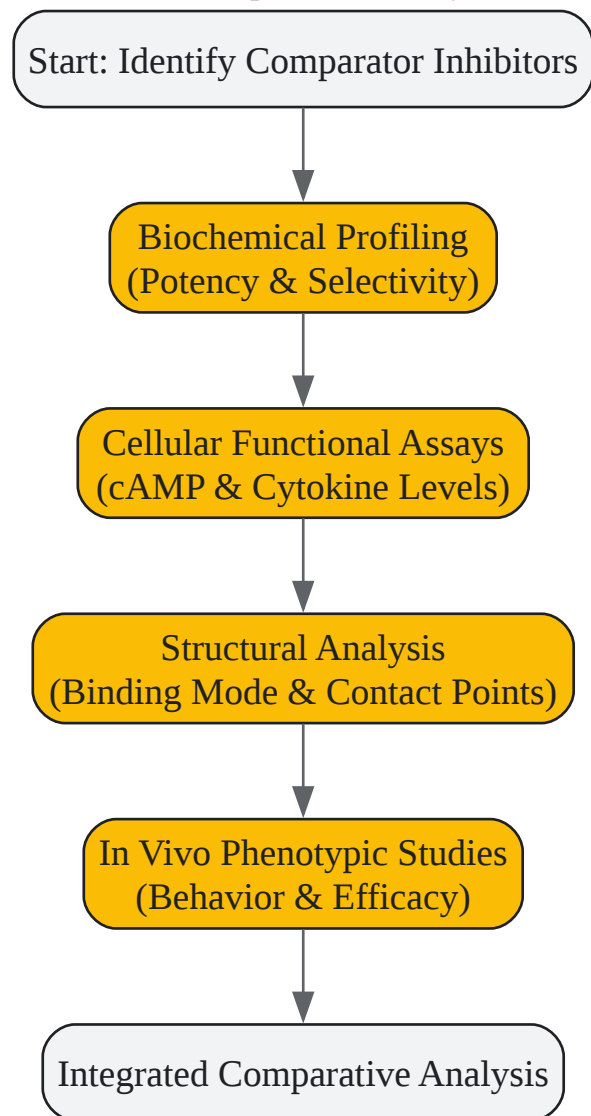 Start: Identify Comparator Inhibitors
Biochemical Profiling
(Potency & Selectivity)
Cellular Functional Assays
(cAMP & Cytokine Levels)
Structural Analysis
(Binding Mode & Contact Points)
In Vivo Phenotypic Studies
(Behavior & Efficacy)
Integrated Comparative Analysis